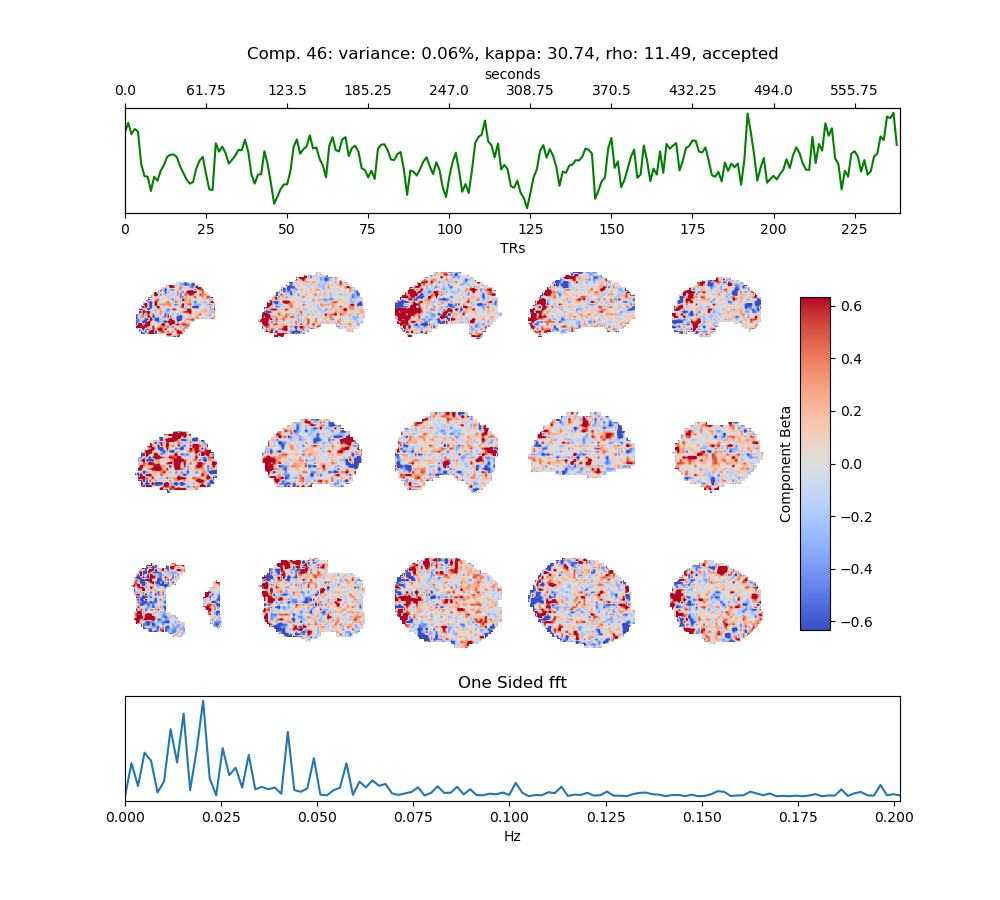 Comp. 46: variance: 0.06%, kappa: 30.74, rho: 11.49, accepted
seconds
0.0 61.75 123.5 185.25 247.0 308.75 370.5 432.25 494.0 555.75
0 25 50 75 100 125 150 175 200 225
TRs
0.6
0.4
0.2
0.0
−0.2
−0.4
−0.6
Component Beta
One Sided fft
0.000 0.025 0.050 0.075 0.100 0.125 0.150 0.175 0.200
Hz